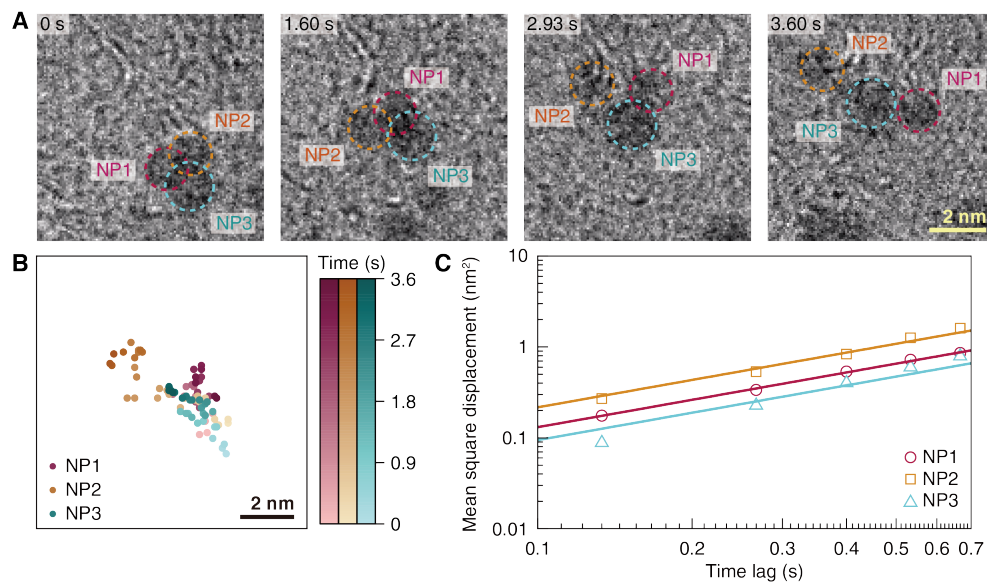 A
0 s
1.60 s
2.93 s
3.60 s
NP2
NP1
NP3
NP1
NP2
NP3
NP1
NP2
NP3
NP2
NP1
NP3
2 nm
B
Time (s)
3.6
2.7
1.8
0.9
0
NP1
NP2
NP3
2 nm
C
Mean square displacement (nm²)
10
1
0.1
0.01
0.1
0.2
0.3
0.4
0.5
0.6
0.7
Time lag (s)
NP1
NP2
NP3